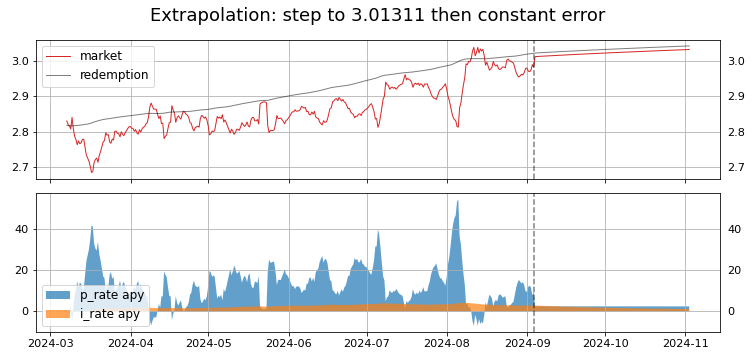 Extrapolation: step to 3.01311 then constant error
market
redemption
3.0 3.0
2.9 2.9
2.8 2.8
2.7 2.7
40 40
20 20
0 0
p_rate apy
i_rate apy
2024-03 2024-04 2024-05 2024-06 2024-07 2024-08 2024-09 2024-10 2024-11